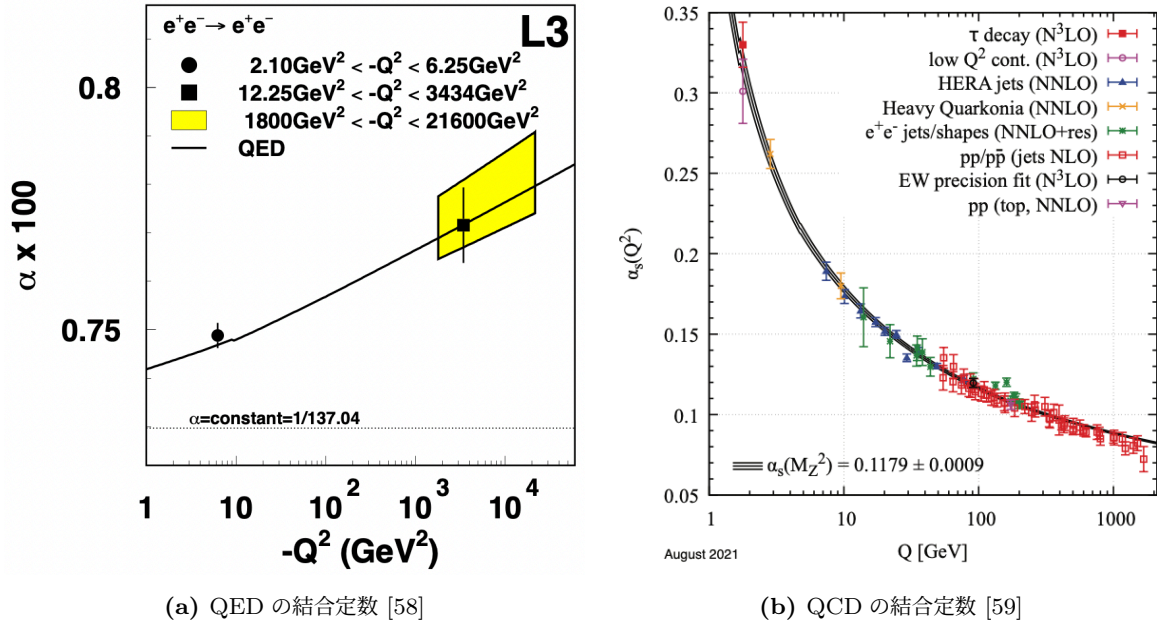 e⁺e⁻→ e⁺e⁻
L3
2.10GeV² < -Q² < 6.25GeV²
12.25GeV² < -Q² < 3434GeV²
1800GeV² < -Q² < 21600GeV²
QED
0.8
0.75
α x 100
α=constant=1/137.04
1 10 10² 10³ 10⁴
-Q² (GeV²)
(a) QED の結合定数 [58]
0.35
0.3
0.25
0.2
0.15
0.1
0.05
αₛ(Q²)
τ decay (N³LO)
low Q² cont. (N³LO)
HERA jets (NNLO)
Heavy Quarkonia (NNLO)
e⁺e⁻ jets/shapes (NNLO+res)
pp/pp̄ (jets NLO)
EW precision fit (N³LO)
pp (top, NNLO)
αₛ(M_Z²) = 0.1179 ± 0.0009
1 10 100 1000
August 2021
Q [GeV]
(b) QCD の結合定数 [59]